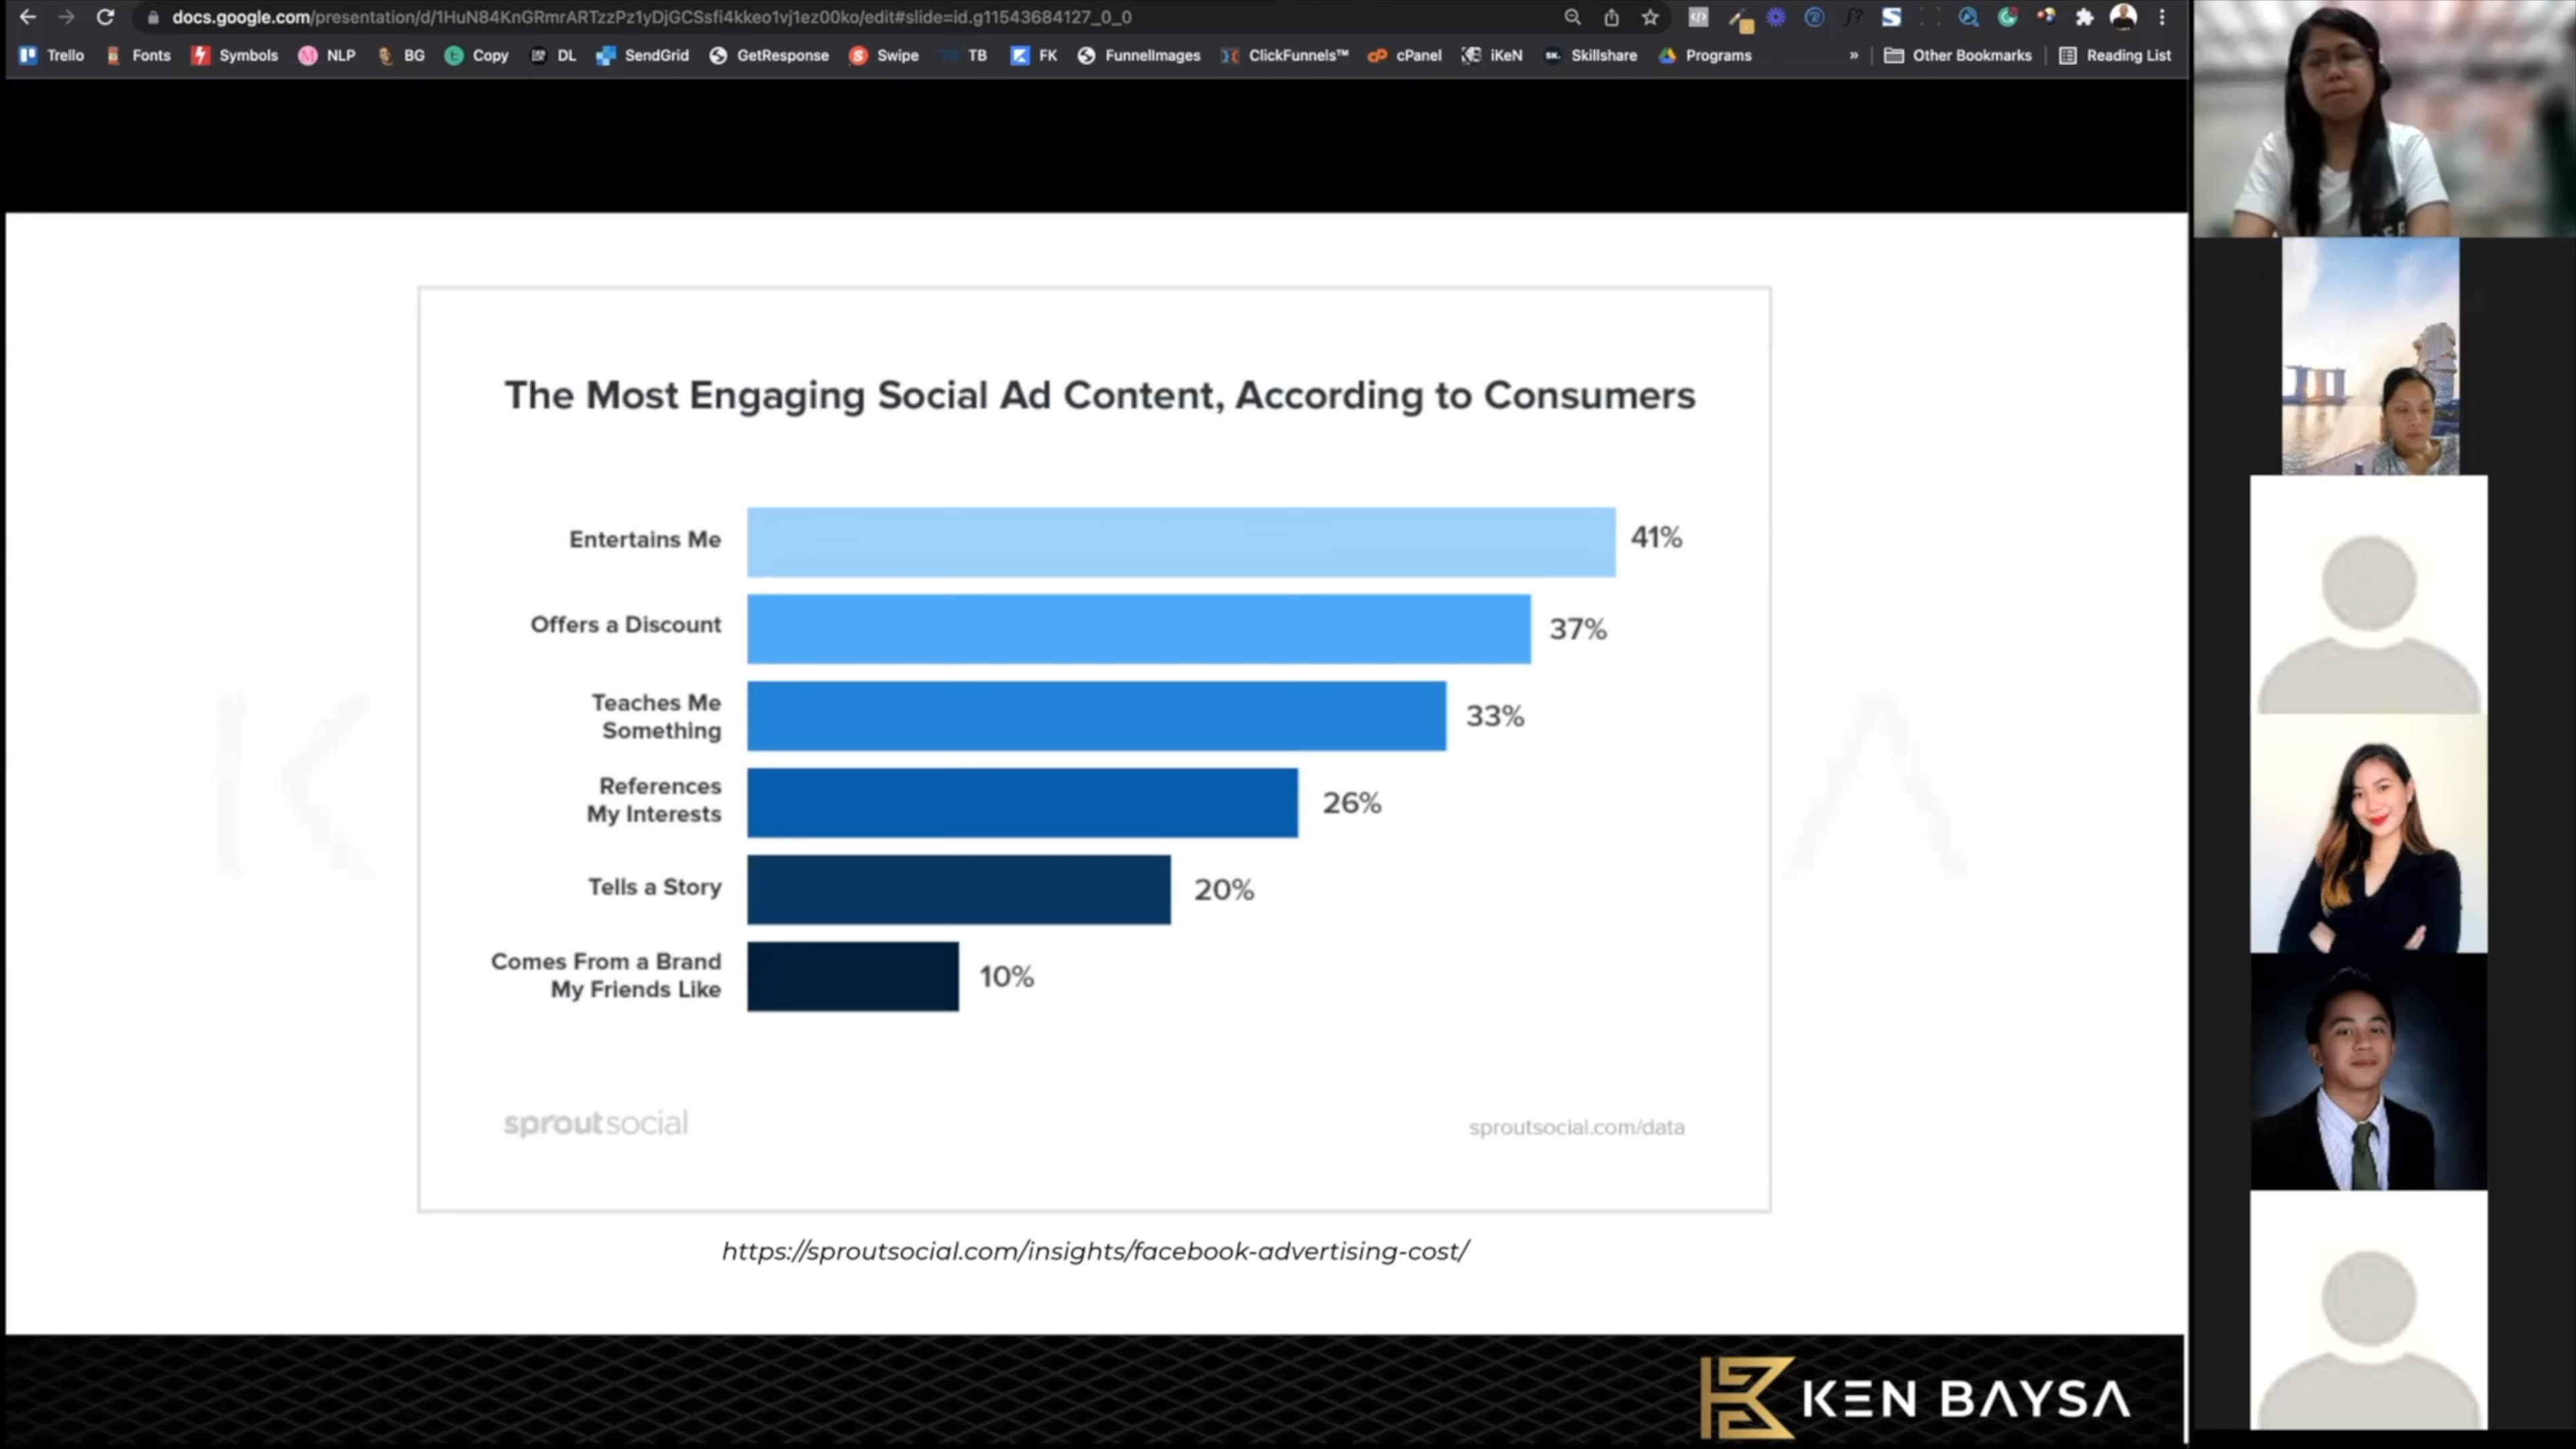 docs.google.com/presentation/d/1HuN84KnGRmrARTzzPz1yDjGCSsfi4kkeo1vj1ez00ko/edit#slide=id.g11543684127_0_0
Trello Fonts Symbols NLP BG Copy DL SendGrid GetResponse Swipe TB FK FunnelImages ClickFunnels™ cPanel iKeN Skillshare Programs » Other Bookmarks Reading List
The Most Engaging Social Ad Content, According to Consumers
Entertains Me 41%
Offers a Discount 37%
Teaches Me
Something 33%
References
My Interests 26%
Tells a Story 20%
Comes From a Brand
My Friends Like 10%
sproutsocial sproutsocial.com/data
https://sproutsocial.com/insights/facebook-advertising-cost/
KEN BAYSA